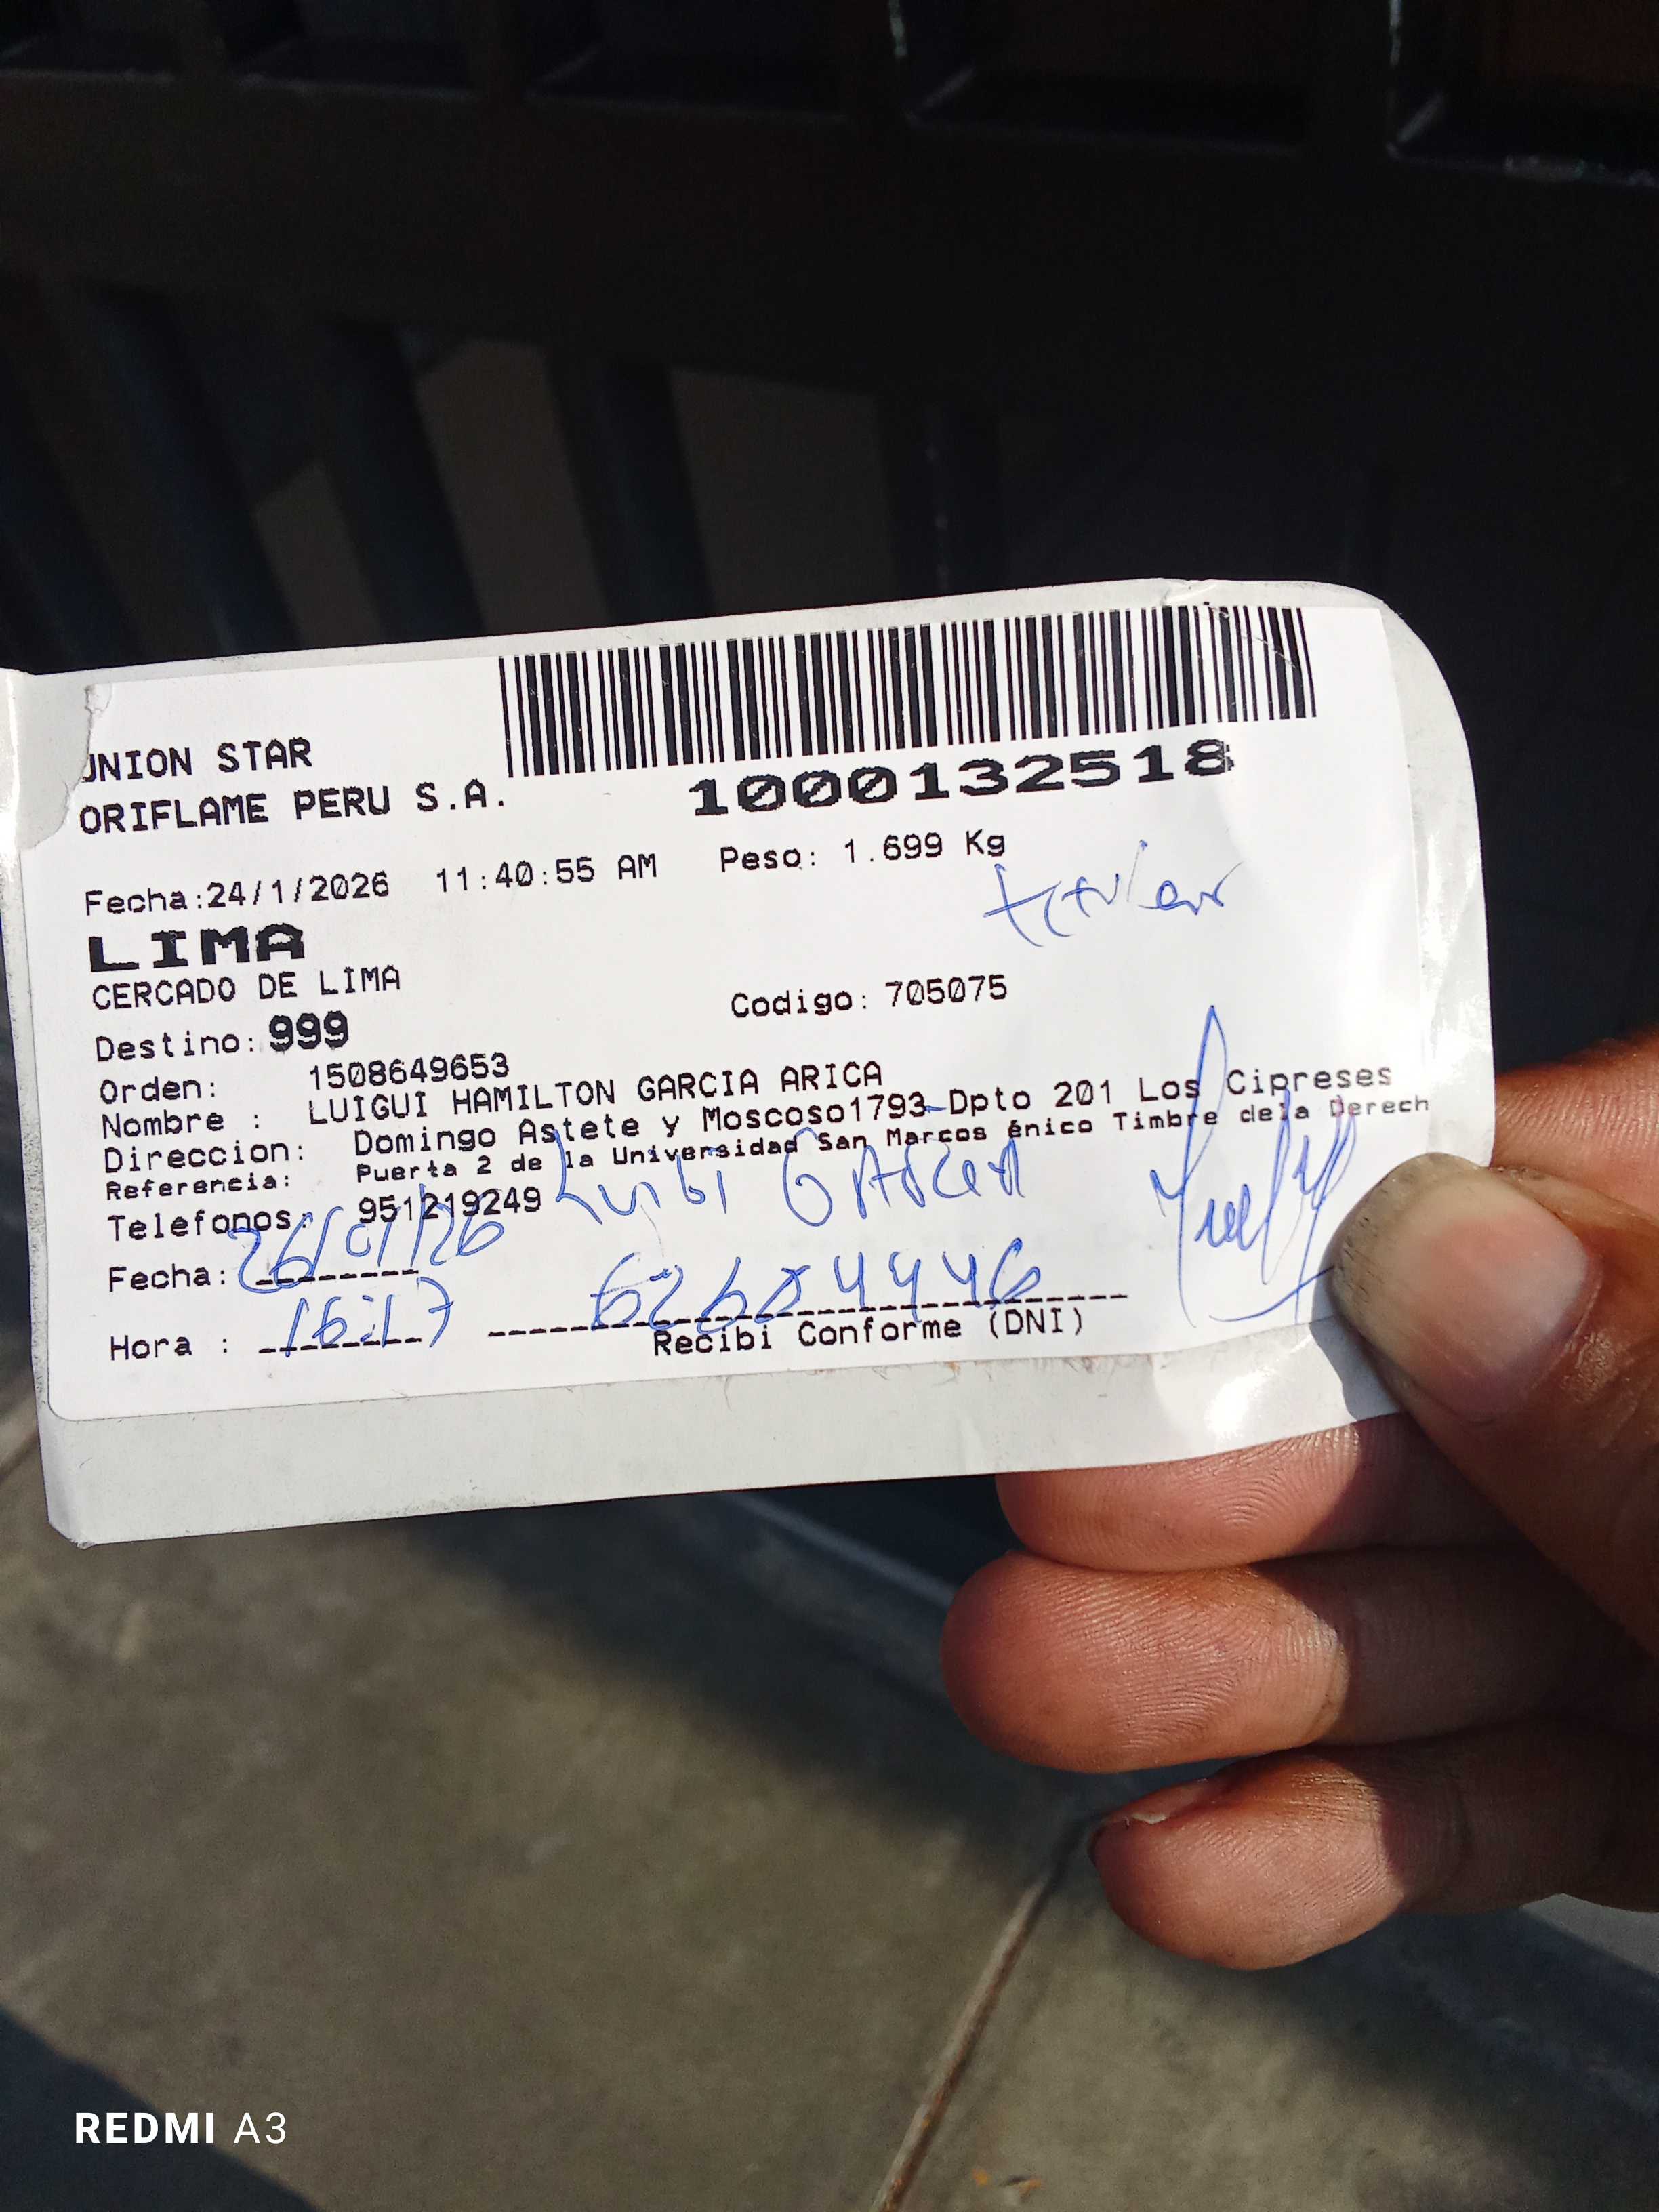 UNION STAR
ORIFLAME PERU S.A.
1000132518
Fecha:24/1/2026 11:40:55 AM Peso: 1.699 Kg
LIMA
CERCADO DE LIMA
Destino: 999 Codigo: 705075
Orden: 1508649653
Nombre : LUIGUI HAMILTON GARCIA ARICA
Direccion: Domingo Astete y Moscoso1793-Dpto 201 Los Cipreses
Referencia: Puerta 2 de la Universidad San Marcos énico Timbre dela Derech
Telefonos: 951219249
Fecha: 26/01/26
Hora : 16:17
Recibi Conforme (DNI)
REDMI A3